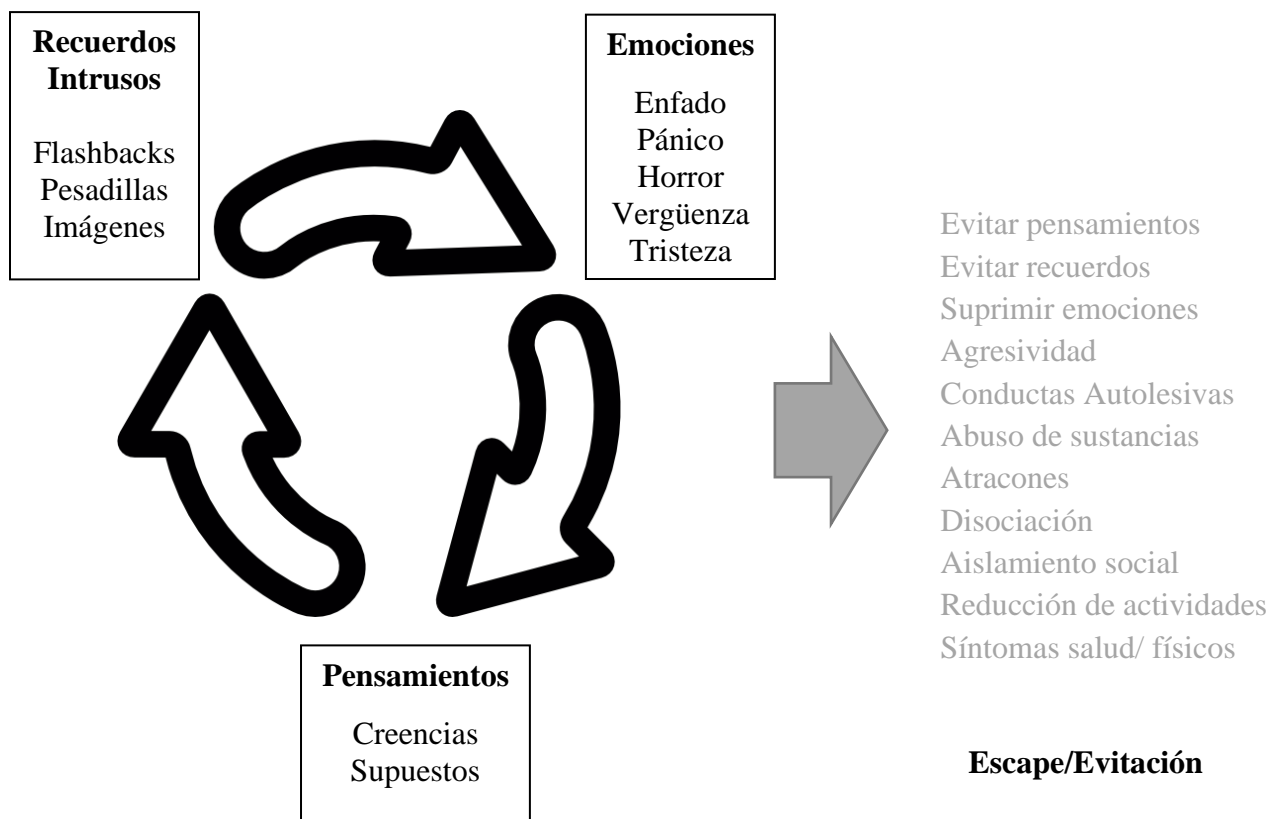 Recuerdos
Intrusos
Flashbacks
Pesadillas
Imágenes
Emociones
Enfado
Pánico
Horror
Vergüenza
Tristeza
Pensamientos
Creencias
Supuestos
Evitar pensamientos
Evitar recuerdos
Suprimir emociones
Agresividad
Conductas Autolesivas
Abuso de sustancias
Atracones
Disociación
Aislamiento social
Reducción de actividades
Síntomas salud/ físicos
Escape/Evitación